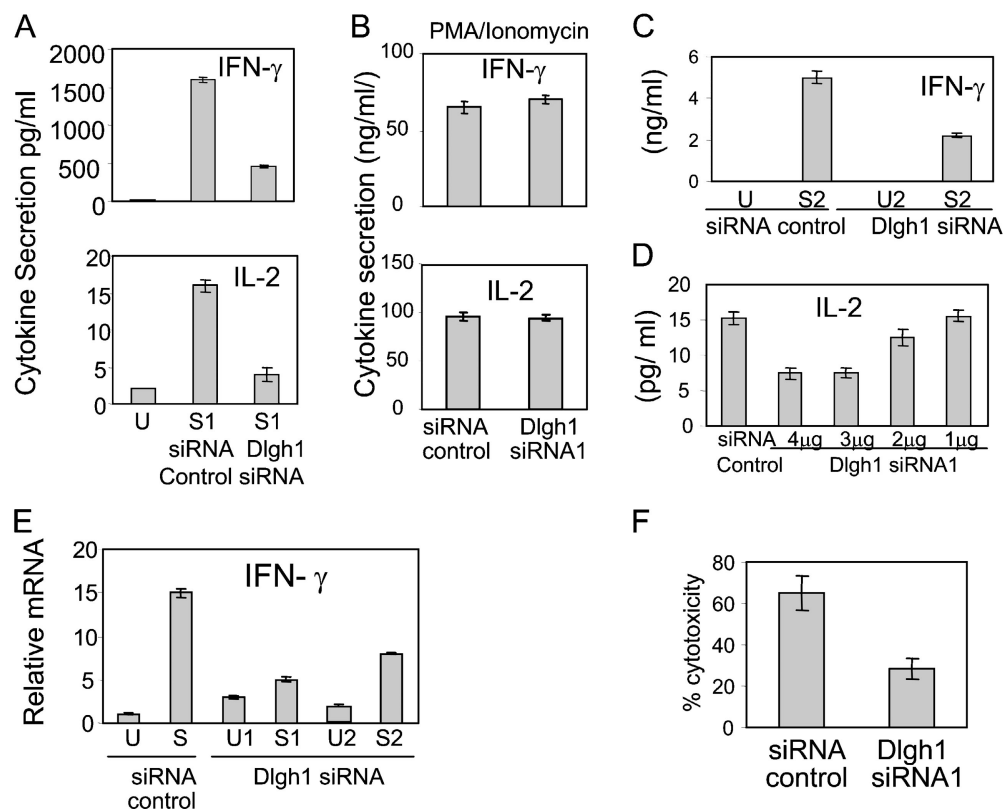 A
Cytokine Secretion pg/ml
2000
1500
1000
500
0
IFN-γ
20
15
10
5
0
IL-2
U S1 S1
siRNA Dlgh1
Control siRNA
B
PMA/Ionomycin
Cytokine secretion (ng/ml/)
100
50
0
IFN-γ
150
100
50
0
IL-2
siRNA Dlgh1
control siRNA1
C
(ng/ml)
6
4
2
0
IFN-γ
U S2 U2 S2
siRNA control Dlgh1 siRNA
D
(pg/ ml)
20
15
10
5
0
IL-2
siRNA 4μg 3μg 2μg 1μg
Control Dlgh1 siRNA1
E
Relative mRNA
20
15
10
5
0
IFN- γ
U S U1 S1 U2 S2
siRNA Dlgh1 siRNA
control
F
% cytotoxicity
80
60
40
20
0
siRNA Dlgh1
control siRNA1